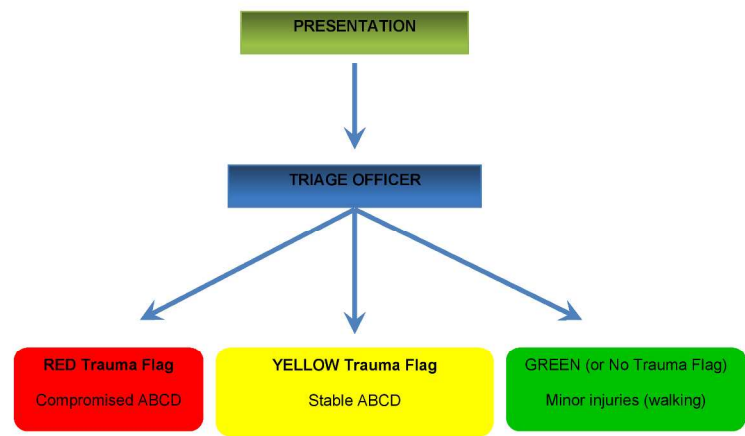 PRESENTATION
TRIAGE OFFICER
RED Trauma Flag
Compromised ABCD
YELLOW Trauma Flag
Stable ABCD
GREEN (or No Trauma Flag)
Minor injuries (walking)